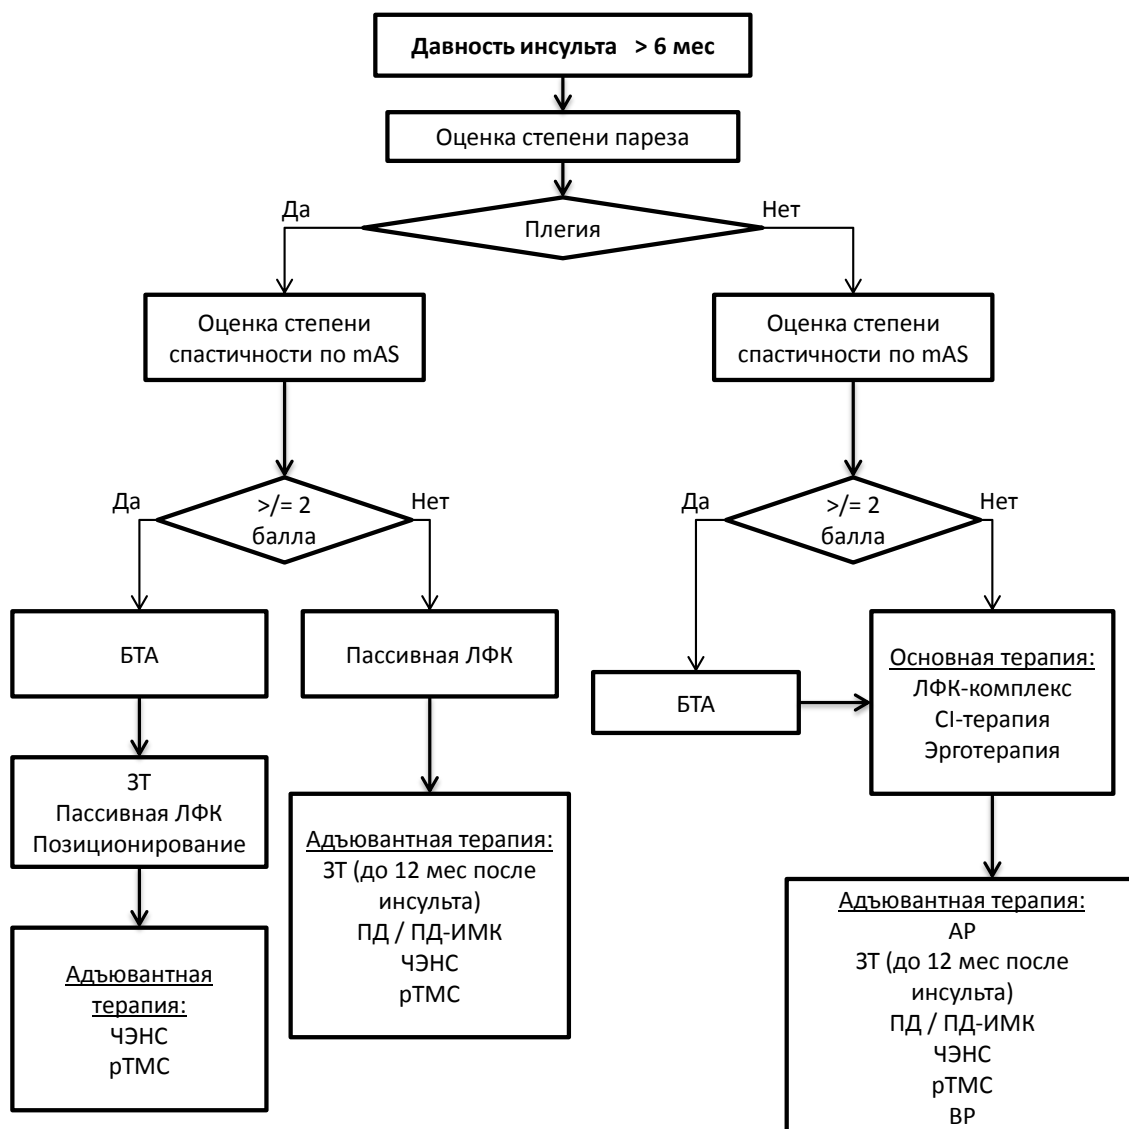 Давность инсульта > 6 мес
Оценка степени пареза
Да
Нет
Плегия
Оценка степени
спастичности по mAS
Оценка степени
спастичности по mAS
Да
>/= 2
балла
Нет
Да
>/= 2
балла
Нет
БТА
Пассивная ЛФК
БТА
Основная терапия:
ЛФК-комплекс
CI-терапия
Эрготерапия
ЗТ
Пассивная ЛФК
Позиционирование
Адъювантная терапия:
ЗТ (до 12 мес после
инсульта)
ПД / ПД-ИМК
ЧЭНС
рТМС
Адъювантная
терапия:
ЧЭНС
рТМС
Адъювантная терапия:
АР
ЗТ (до 12 мес после
инсульта)
ПД / ПД-ИМК
ЧЭНС
рТМС
ВР